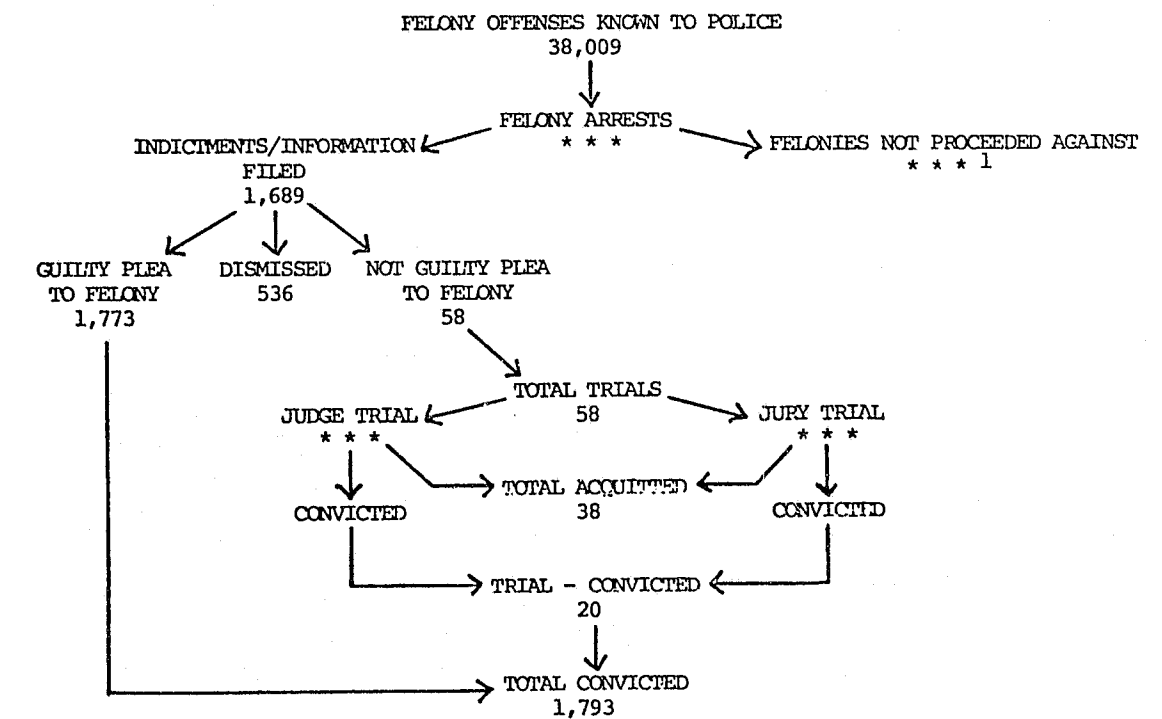 FELONY OFFENSES KNOWN TO POLICE
38,009
FELONY ARRESTS
* * *
INDICTMENTS/INFORMATION
FILED
1,689
FELONIES NOT PROCEEDED AGAINST
* * * 1
GUILTY PLEA
TO FELONY
1,773
DISMISSED
536
NOT GUILTY PLEA
TO FELONY
58
TOTAL TRIALS
58
JUDGE TRIAL
* * *
JURY TRIAL
* * *
TOTAL ACQUITTED
38
CONVICTED
CONVICTED
TRIAL - CONVICTED
20
TOTAL CONVICTED
1,793